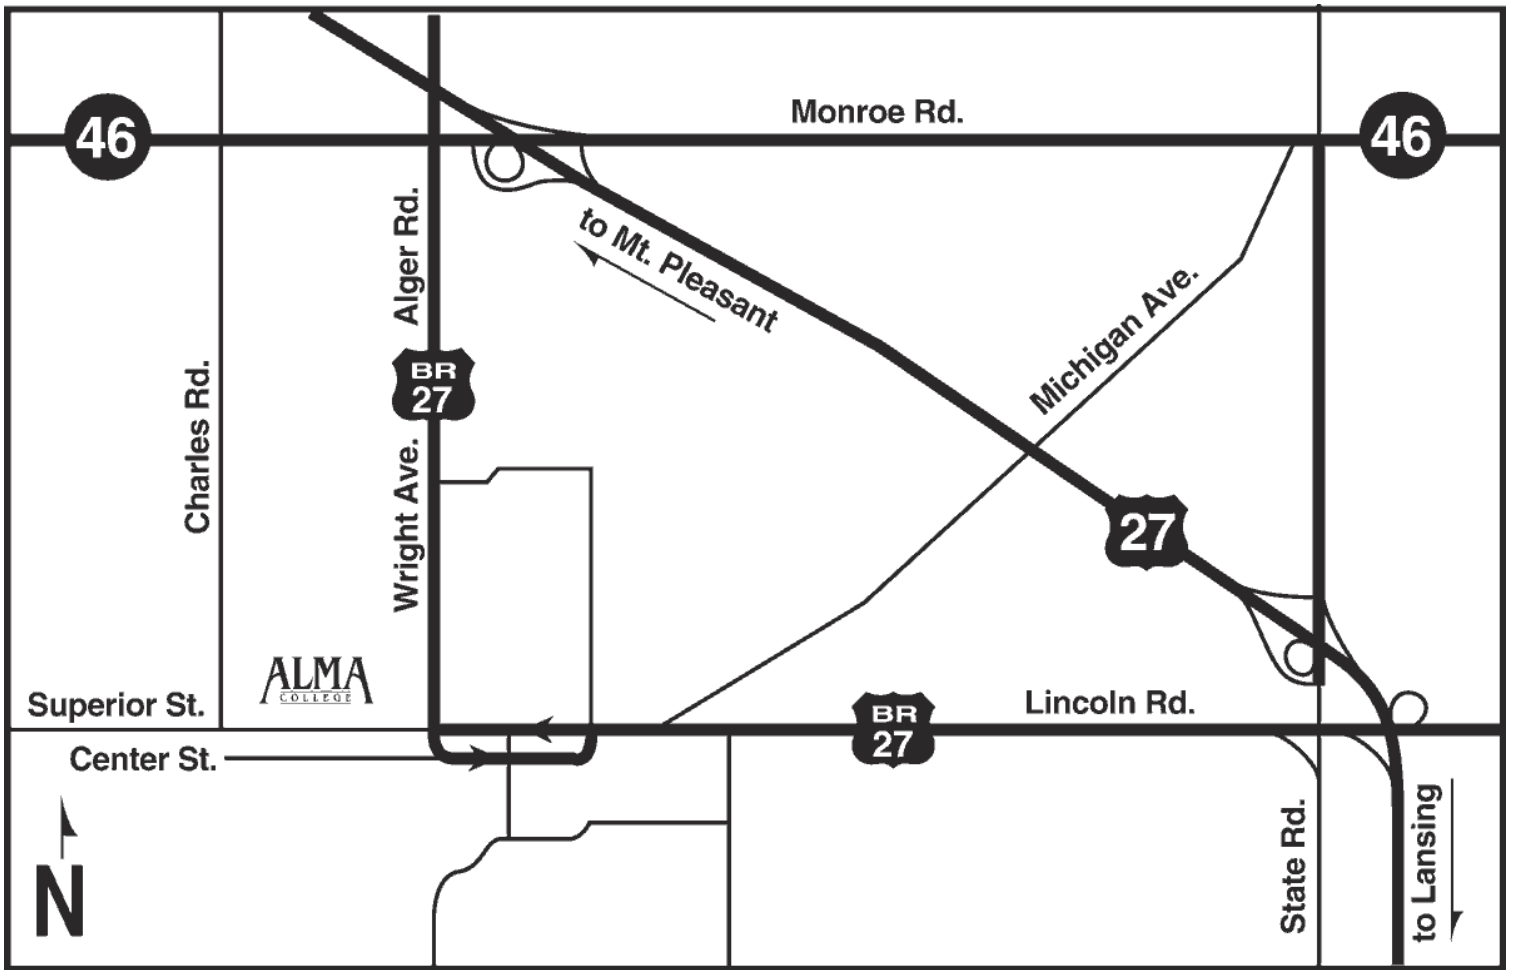 Monroe Rd.
46
46
Alger Rd.
to Mt. Pleasant
Michigan Ave.
BR
27
Charles Rd.
Wright Ave.
27
ALMA
COLLEGE
Superior St.
Lincoln Rd.
BR
27
Center St.
State Rd.
to Lansing
N